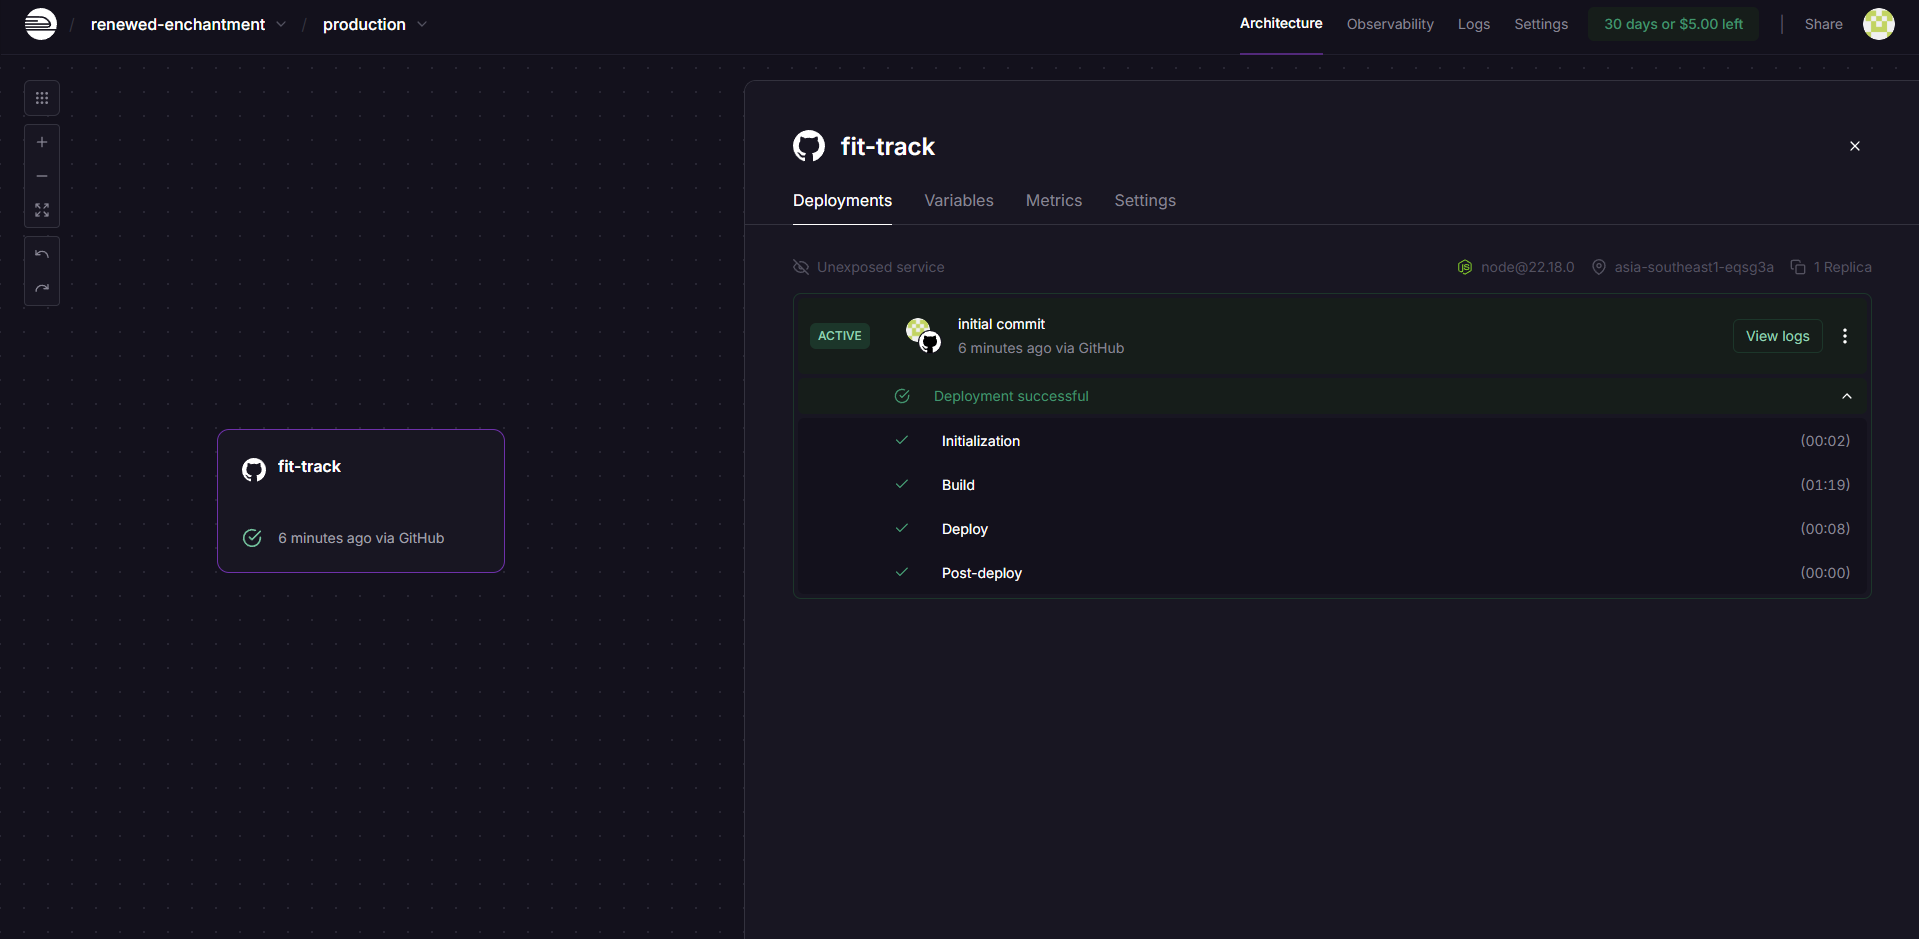 / renewed-enchantment / production
Architecture Observability Logs Settings 30 days or $5.00 left | Share
fit-track
6 minutes ago via GitHub
fit-track
Deployments Variables Metrics Settings
Unexposed service node@22.18.0 asia-southeast1-eqsg3a 1 Replica
ACTIVE
initial commit
6 minutes ago via GitHub
View logs
Deployment successful
Initialization (00:02)
Build (01:19)
Deploy (00:08)
Post-deploy (00:00)